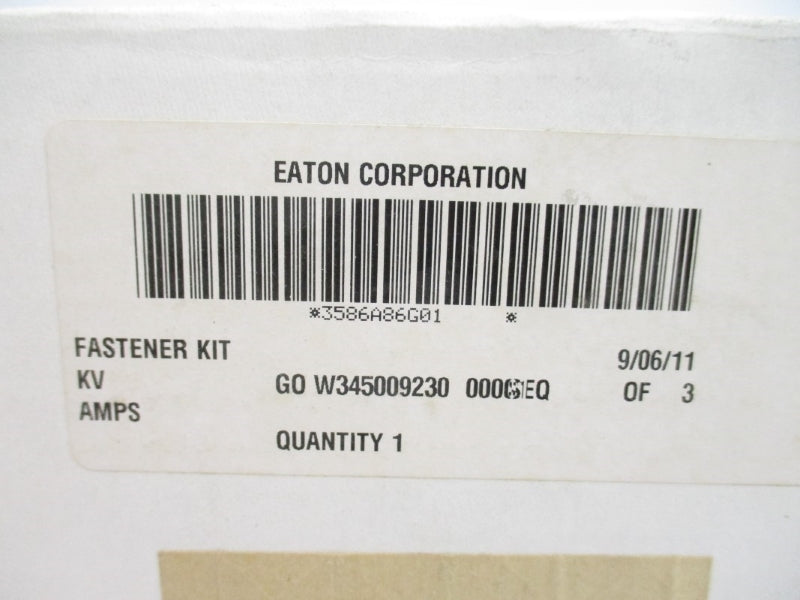 EATON CORPORATION
*3586A86G01 *
FASTENER KIT 9/06/11
KV GO W345009230 OF 3
AMPS
QUANTITY 1